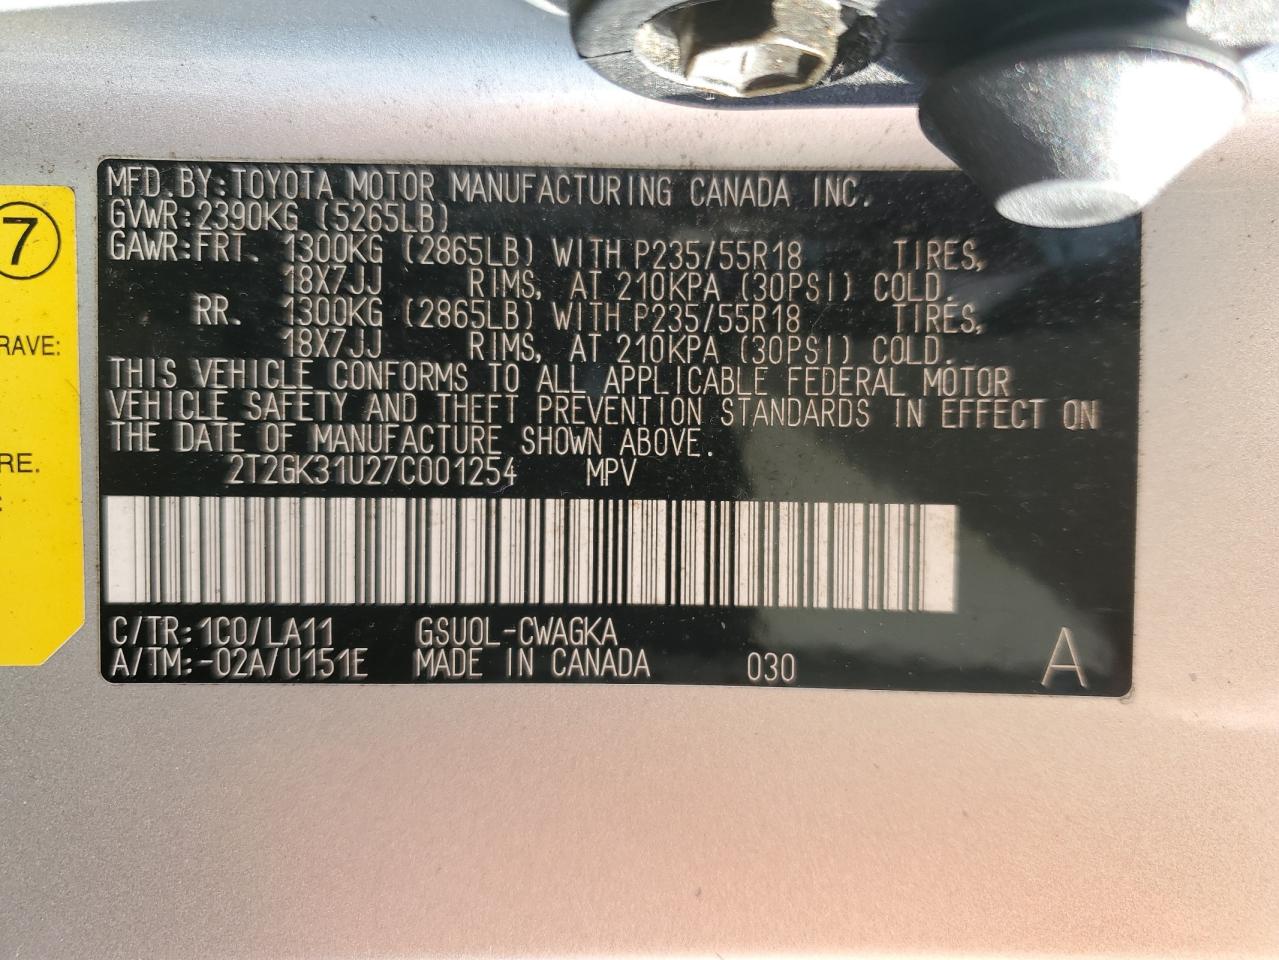 MFD.BY:TOYOTA MOTOR MANUFACTURING CANADA INC.
GVWR:2390KG (5265LB)
GAWR:FRT. 1300KG (2865LB) WITH P235/55R18 TIRES,
18X7JJ RIMS, AT 210KPA (30PSI) COLD.
RR. 1300KG (2865LB) WITH P235/55R18 TIRES,
18X7JJ RIMS, AT 210KPA (30PSI) COLD.
THIS VEHICLE CONFORMS TO ALL APPLICABLE FEDERAL MOTOR
VEHICLE SAFETY AND THEFT PREVENTION STANDARDS IN EFFECT ON
THE DATE OF MANUFACTURE SHOWN ABOVE.
2T2GK31U27C001254 MPV
C/TR:1C0/LA11 GSU0L-CWAGKA
A/TM:-02A/U151E MADE IN CANADA 030 A
7
RAVE:
RE.